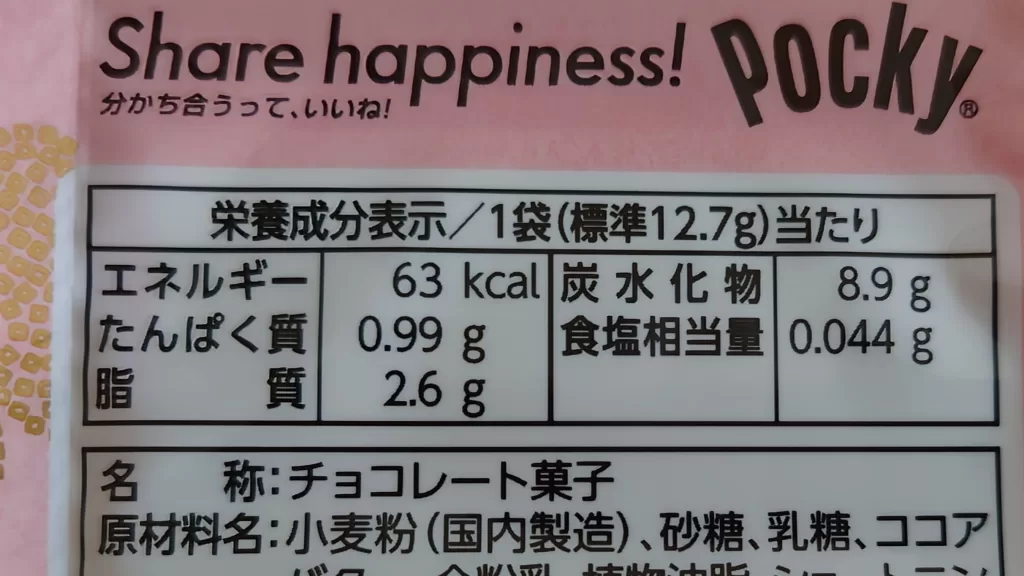 Share happiness! Pocky®
分かち合うって、いいね!
栄養成分表示/1袋(標準12.7g)当たり
エネルギー 63 kcal 炭水化物 8.9 g
たんぱく質 0.99 g 食塩相当量 0.044 g
脂質 2.6 g
名称:チョコレート菓子
原材料名:小麦粉(国内製造)、砂糖、乳糖、ココア